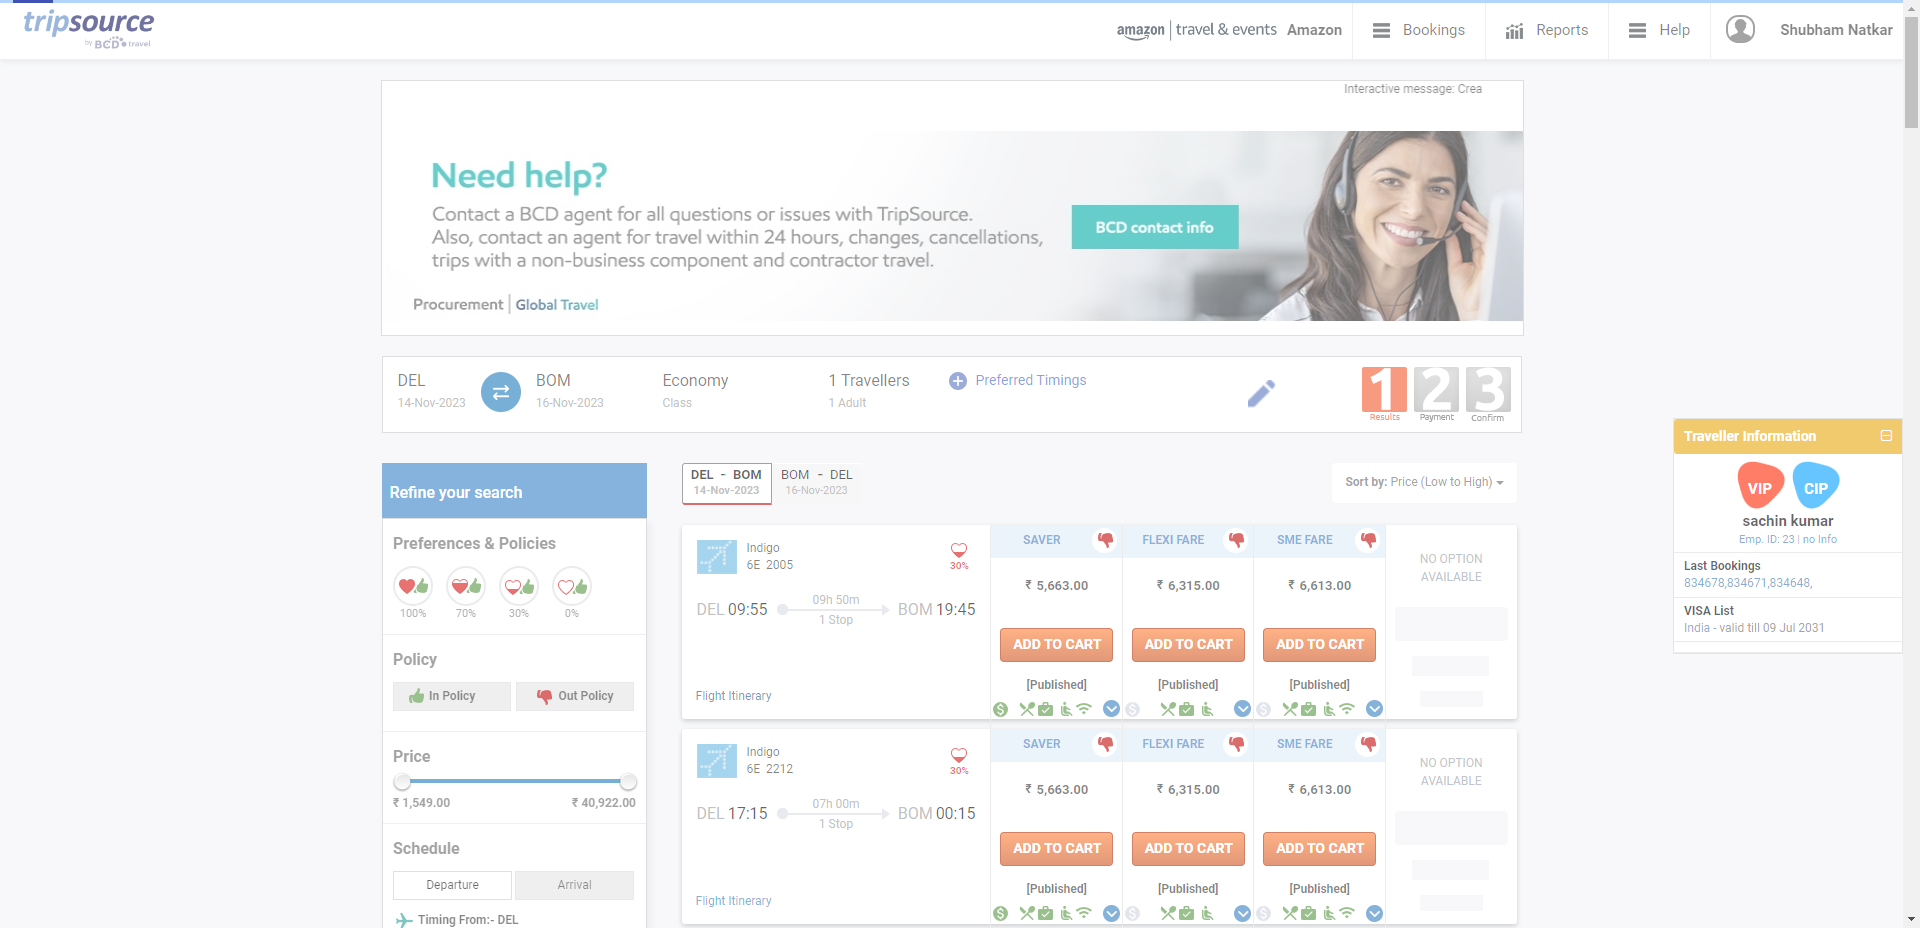 tripsource
by BCD travel
amazon | travel & events Amazon
Bookings
Reports
Help
Shubham Natkar
Interactive message: Crea
Need help?
Contact a BCD agent for all questions or issues with TripSource.
Also, contact an agent for travel within 24 hours, changes, cancellations,
trips with a non-business component and contractor travel.
BCD contact info
Procurement | Global Travel
DEL
14-Nov-2023
BOM
16-Nov-2023
Economy
Class
1 Travellers
1 Adult
Preferred Timings
1 Results
2 Payment
3 Confirm
Traveller Information
VIP CIP
sachin kumar
Emp. ID: 23 | no Info
Last Bookings
834678,834671,834648,
VISA List
India - valid till 09 Jul 2031
Refine your search
Preferences & Policies
100% 70% 30% 0%
Policy
In Policy Out Policy
Price
₹ 1,549.00 ₹ 40,922.00
Schedule
Departure Arrival
Timing From:- DEL
DEL - BOM
14-Nov-2023
BOM - DEL
16-Nov-2023
Sort by: Price (Low to High)
Indigo
6E 2005
30%
DEL 09:55
09h 50m
1 Stop
BOM 19:45
Flight Itinerary
SAVER
₹ 5,663.00
ADD TO CART
[Published]
FLEXI FARE
₹ 6,315.00
ADD TO CART
[Published]
SME FARE
₹ 6,613.00
ADD TO CART
[Published]
NO OPTION
AVAILABLE
Indigo
6E 2212
30%
DEL 17:15
07h 00m
1 Stop
BOM 00:15
Flight Itinerary
SAVER
₹ 5,663.00
ADD TO CART
[Published]
FLEXI FARE
₹ 6,315.00
ADD TO CART
[Published]
SME FARE
₹ 6,613.00
ADD TO CART
[Published]
NO OPTION
AVAILABLE